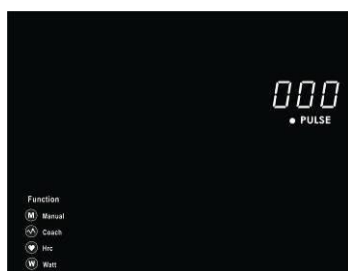 000
● PULSE
Function
M Manual
Coach
Hrc
W Watt